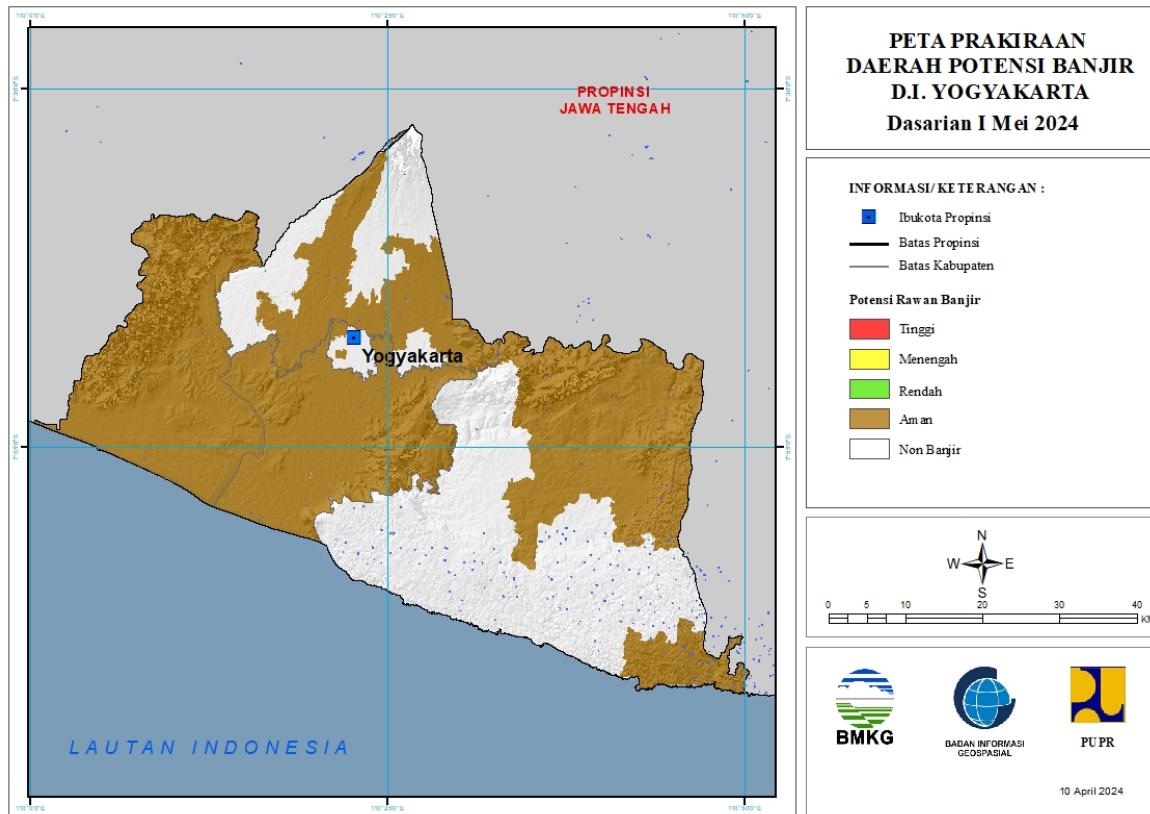 PETA PRAKIRAAN
DAERAH POTENSI BANJIR
D.I. YOGYAKARTA
Dasarian I Mei 2024
INFORMASI/ KETERANGAN :
Ibukota Propinsi
Batas Propinsi
Batas Kabupaten
Potensi Rawan Banjir
Tinggi
Menengah
Rendah
Aman
Non Banjir
N
W E
S
0 5 10 20 30 40
KM
BMKG
BADAN INFORMASI
GEOSPASIAL
PUPR
10 April 2024
PROPINSI
JAWA TENGAH
Yogyakarta
LAUTAN INDONESIA